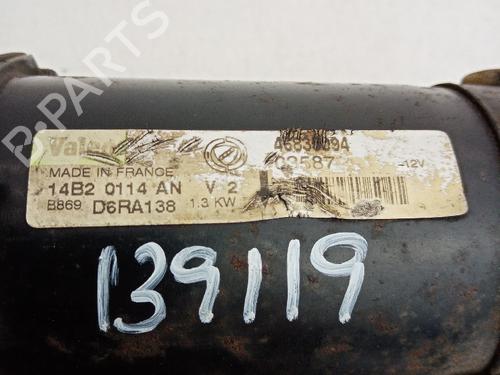 Valeo
MADE IN FRANCE
14B2 0114 AN V 2
B869 D6RA138 1.3 KW
12V
139119
B-PARTS